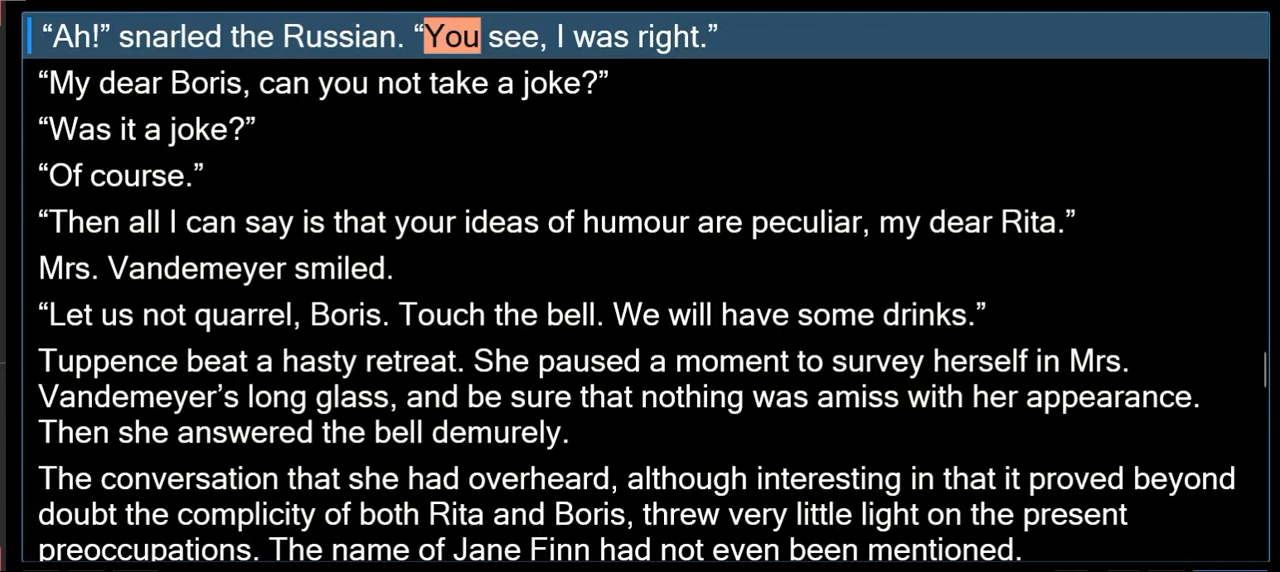 “Ah!” snarled the Russian. “You see, I was right.”
“My dear Boris, can you not take a joke?”
“Was it a joke?”
“Of course.”
“Then all I can say is that your ideas of humour are peculiar, my dear Rita.”
Mrs. Vandemeyer smiled.
“Let us not quarrel, Boris. Touch the bell. We will have some drinks.”
Tuppence beat a hasty retreat. She paused a moment to survey herself in Mrs.
Vandemeyer’s long glass, and be sure that nothing was amiss with her appearance.
Then she answered the bell demurely.
The conversation that she had overheard, although interesting in that it proved beyond
doubt the complicity of both Rita and Boris, threw very little light on the present
preoccupations. The name of Jane Finn had not even been mentioned.